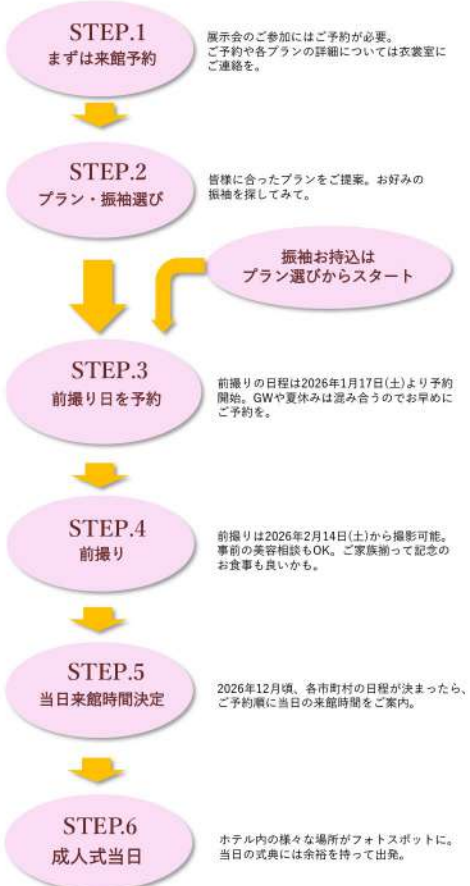 STEP.1
まずは来館予約
展示会のご参加にはご予約が必要。
ご予約や各プランの詳細については衣裳室に
ご連絡を。
STEP.2
プラン・振袖選び
皆様に合ったプランをご提案。お好みの
振袖を探してみて。
振袖お持込は
プラン選びからスタート
STEP.3
前撮り日を予約
前撮りの日程は2026年1月17日(土)より予約
開始。GWや夏休みは混み合うのでお早めに
ご予約を。
STEP.4
前撮り
前撮りは2026年2月14日(土)から撮影可能。
事前の美容相談もOK。ご家族揃って記念の
お食事も良いかも。
STEP.5
当日来館時間決定
2026年12月頃、各市町村の日程が決まったら、
ご予約順に当日の来館時間をご案内。
STEP.6
成人式当日
ホテル内の様々な場所がフォトスポットに。
当日の式典には余裕を持って出発。